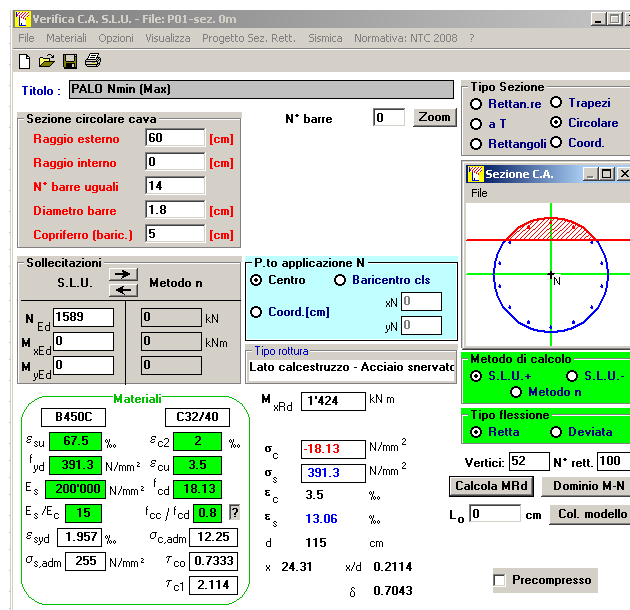 Verifica C.A. S.L.U. - File: P01-sez. 0m
File Materiali Opzioni Visualizza Progetto Sez. Rett. Sismica Normativa: NTC 2008 ?
Titolo : PALO Nmin (Max)
Sezione circolare cava
Raggio esterno 60 [cm]
Raggio interno 0 [cm]
N* barre uguali 14
Diametro barre 1.8 [cm]
Copriferro (baric.) 5 [cm]
N* barre 0 Zoom
Tipo Sezione
Rettan.re Trapezi
a T Circolare
Rettangoli Coord.
Sezione C.A.
File
N
Sollecitazioni
S.L.U. Metodo n
N Ed 1589 0 kN
M xEd 0 0 kNm
M yEd 0 0
P.to applicazione N
Centro Baricentro cls
Coord.[cm] xN 0
yN 0
Tipo rottura
Lato calcestruzzo - Acciaio snervato
Metodo di calcolo
S.L.U.+ S.L.U.-
Metodo n
Tipo flessione
Retta Deviata
Materiali
B450C C32/40
εsu 67.5 ‰ εc2 2 ‰
fyd 391.3 N/mm² εcu 3.5
Es 200'000 N/mm² fcd 18.13
Es/Ec 15 fcc / fcd 0.8 ?
εsyd 1.957 ‰ σc,adm 12.25
σs,adm 255 N/mm² τco 0.7333
τc1 2.114
M xRd 1'424 kN m
σc -18.13 N/mm²
σs 391.3 N/mm²
εc 3.5 ‰
εs 13.06 ‰
d 115 cm
x 24.31 x/d 0.2114
δ 0.7043
Vertici: 52 N* rett. 100
Calcola MRd Dominio M-N
Lo 0 cm Col. modello
Precompresso